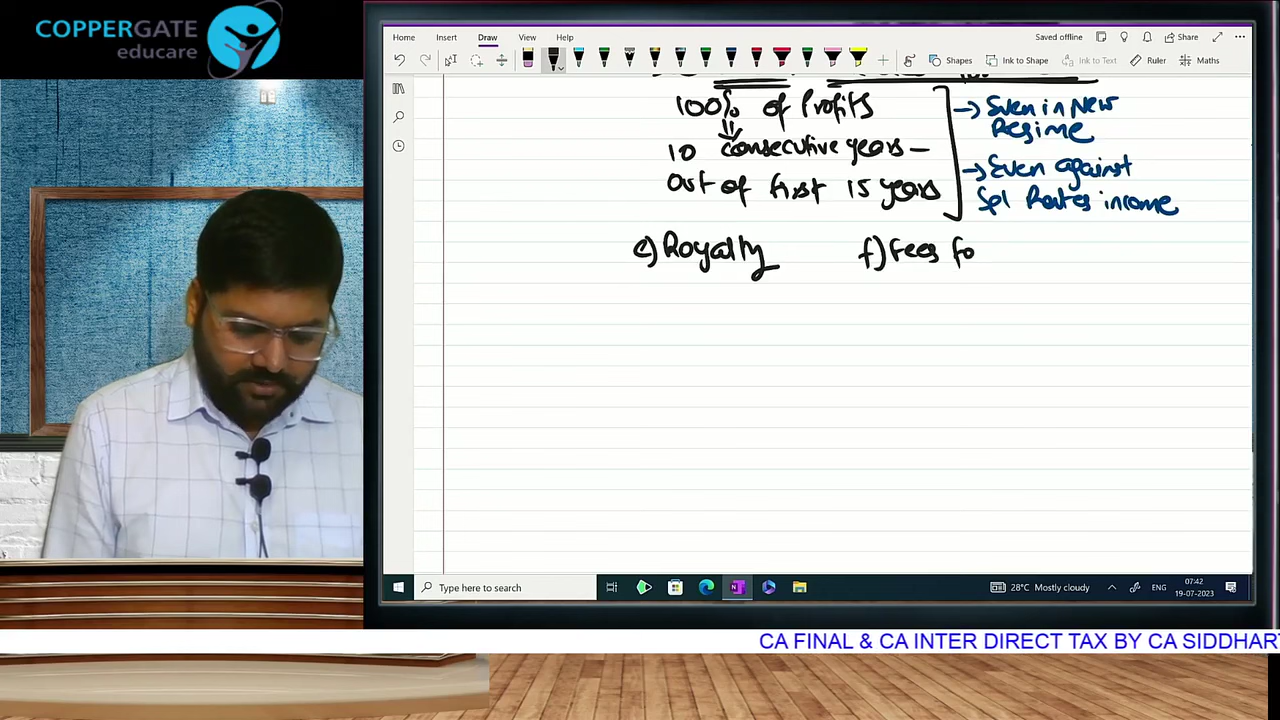 COPPERGATE
educare
Home Insert Draw View Help
Saved offline
Share
Shapes
Ink to Shape
Ink to Text
Ruler
Maths
100% of Profits
10 consecutive years –
out of first 15 years
→ Even in New
Regime
→ Even against
Spl Rates income
e) Royalty
f) Fees fo
Type here to search
28°C Mostly cloudy
ENG
07:42
19-07-2023
CA FINAL & CA INTER DIRECT TAX BY CA SIDDHAR